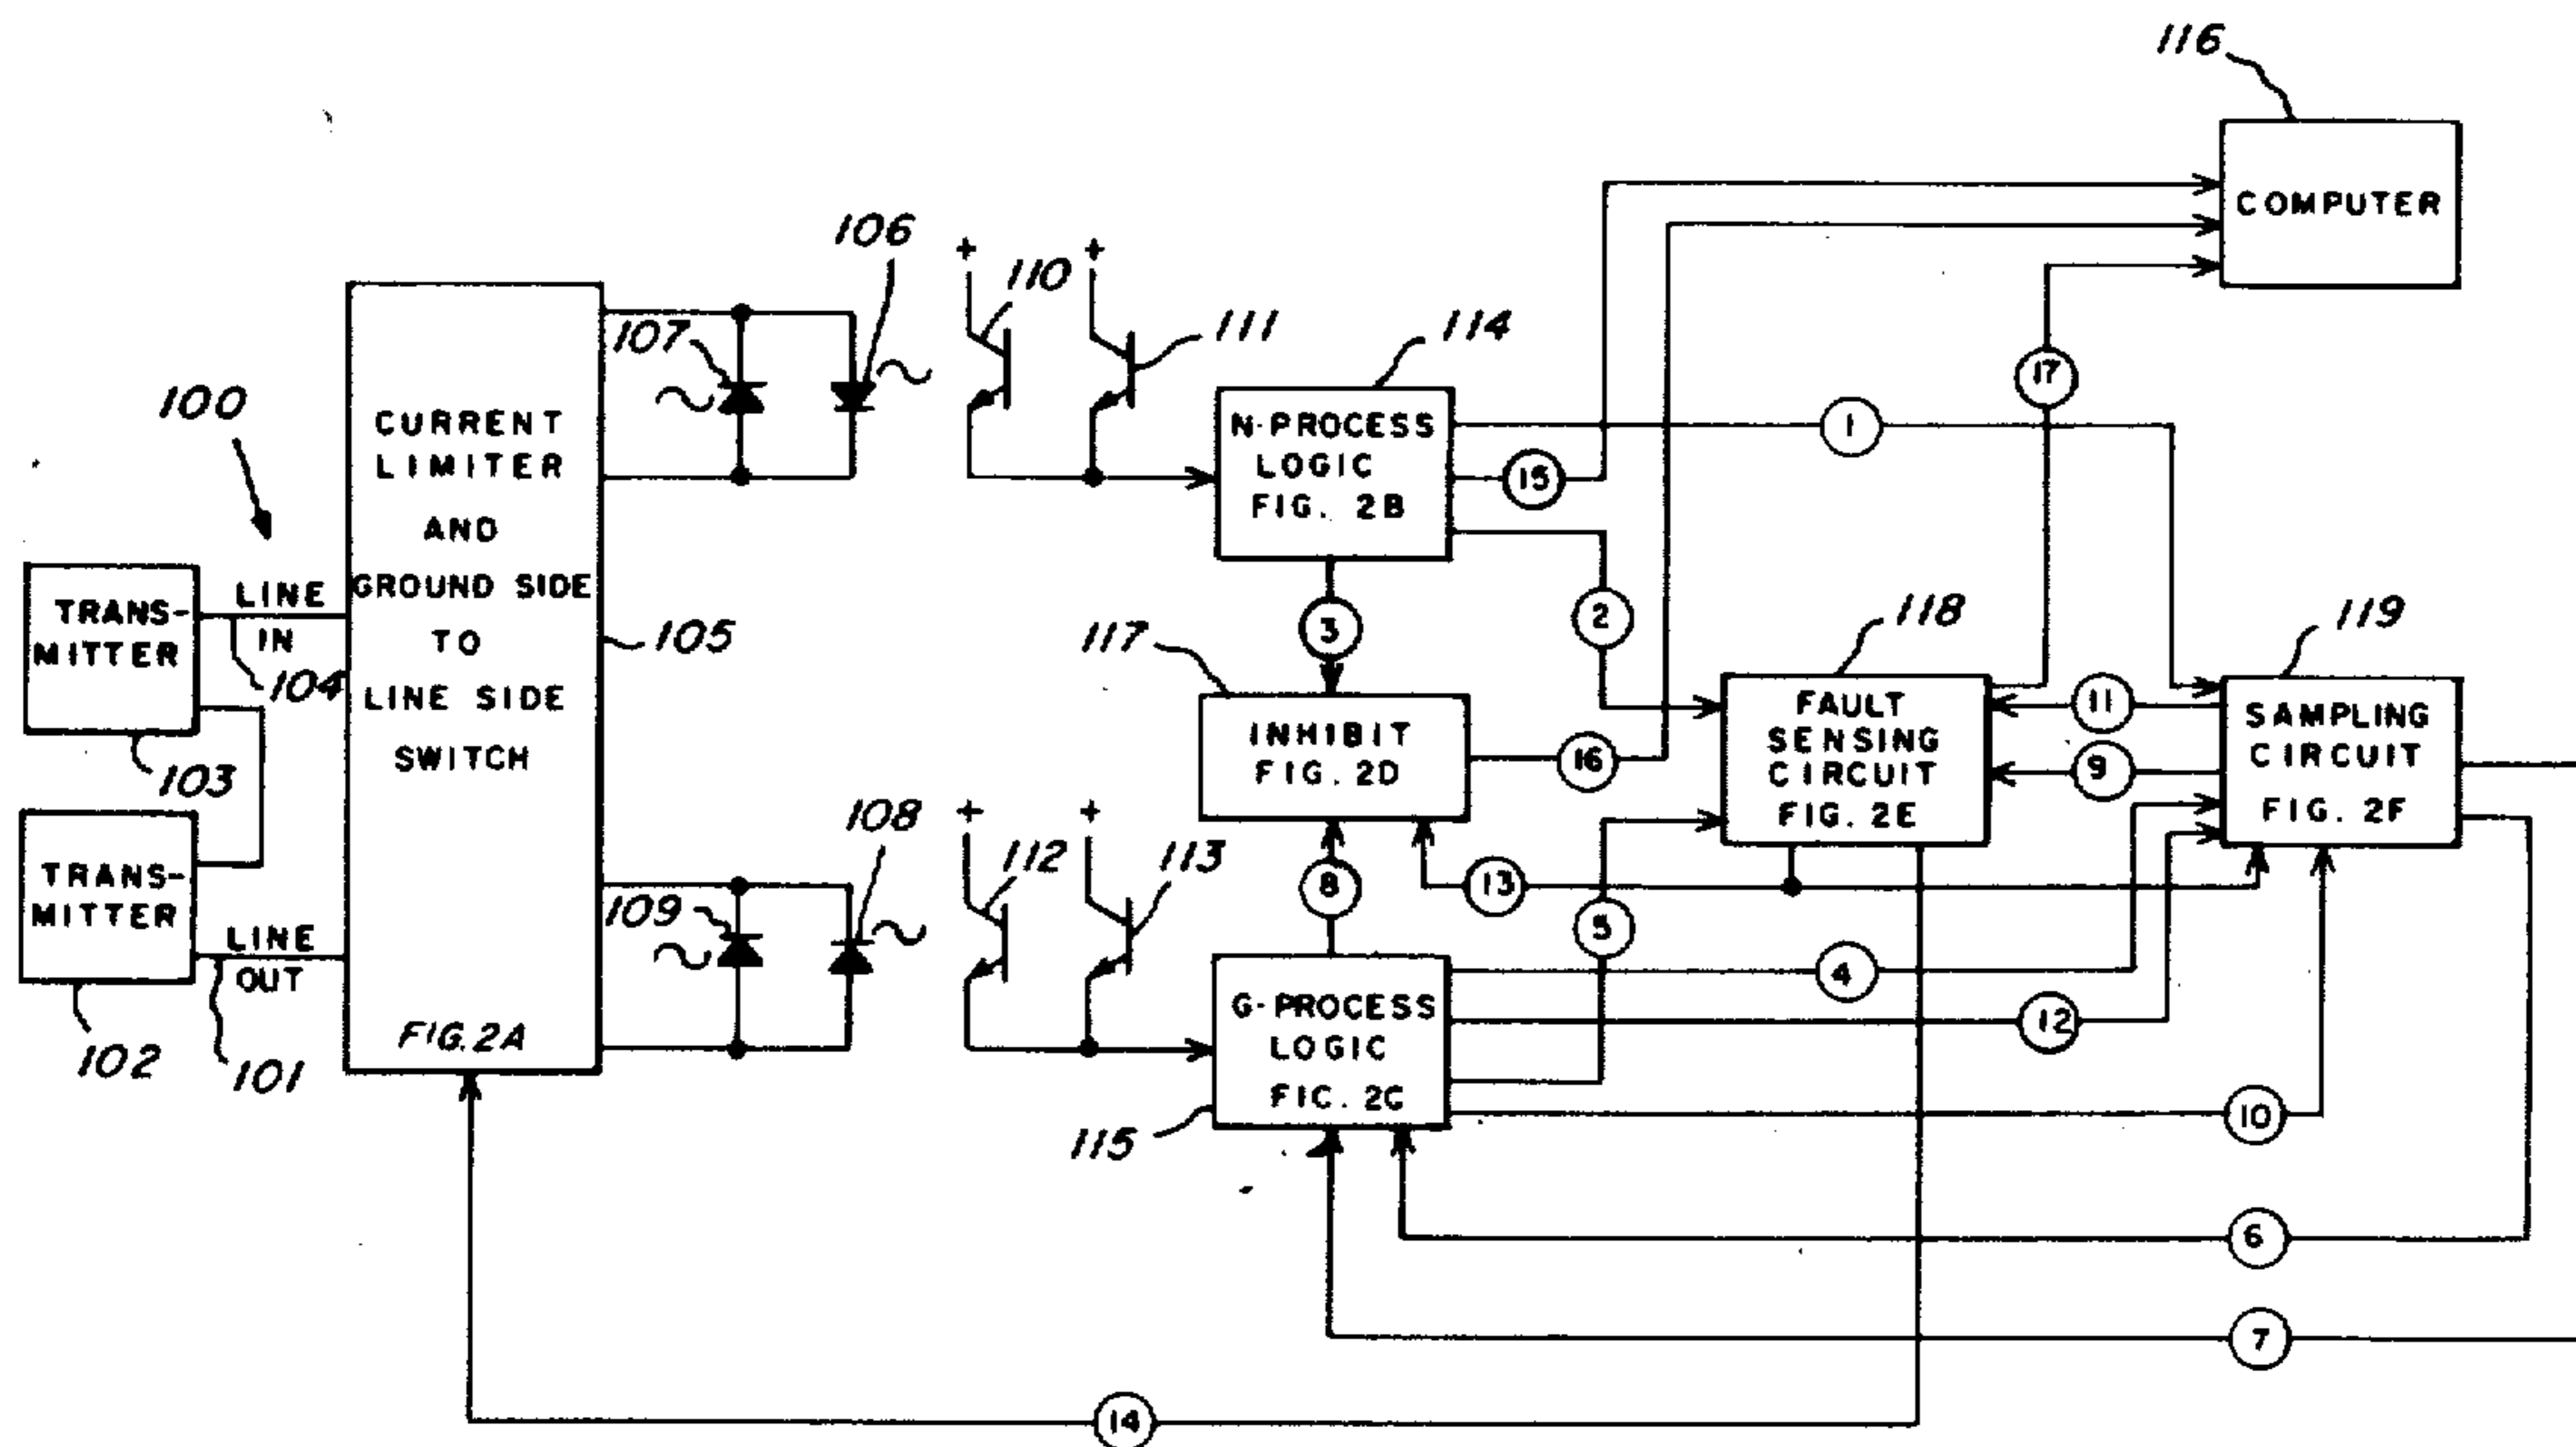 116
COMPUTER
106
+
+
110
107
111
114
100
CURRENT
LIMITER
AND
GROUND SIDE
TO
LINE SIDE
SWITCH
FIG. 2A
105
N-PROCESS
LOGIC
FIG. 2B
1
15
17
2
3
LINE
IN
104
TRANS-
MITTER
103
TRANS-
MITTER
102
LINE
OUT
101
117
INHIBIT
FIG. 2D
16
118
FAULT
SENSING
CIRCUIT
FIG. 2E
11
9
119
SAMPLING
CIRCUIT
FIG. 2F
108
109
+
+
112
113
8
13
5
4
12
G-PROCESS
LOGIC
FIC. 2C
115
10
6
7
14